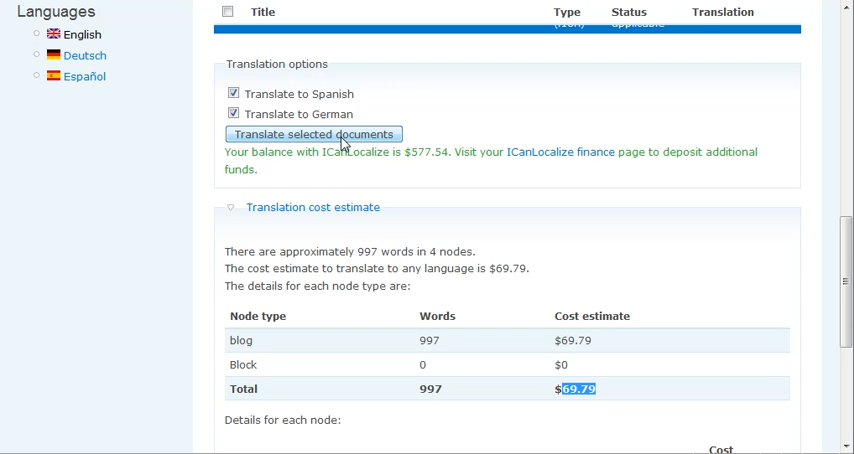 Languages
English
Deutsch
Español
Title Type Status Translation
Translation options
Translate to Spanish
Translate to German
Translate selected documents
Your balance with ICanLocalize is $577.54. Visit your ICanLocalize finance page to deposit additional
funds.
Translation cost estimate
There are approximately 997 words in 4 nodes.
The cost estimate to translate to any language is $69.79.
The details for each node type are:
Node type Words Cost estimate
blog 997 $69.79
Block 0 $0
Total 997 $69.79
Details for each node:
Cost